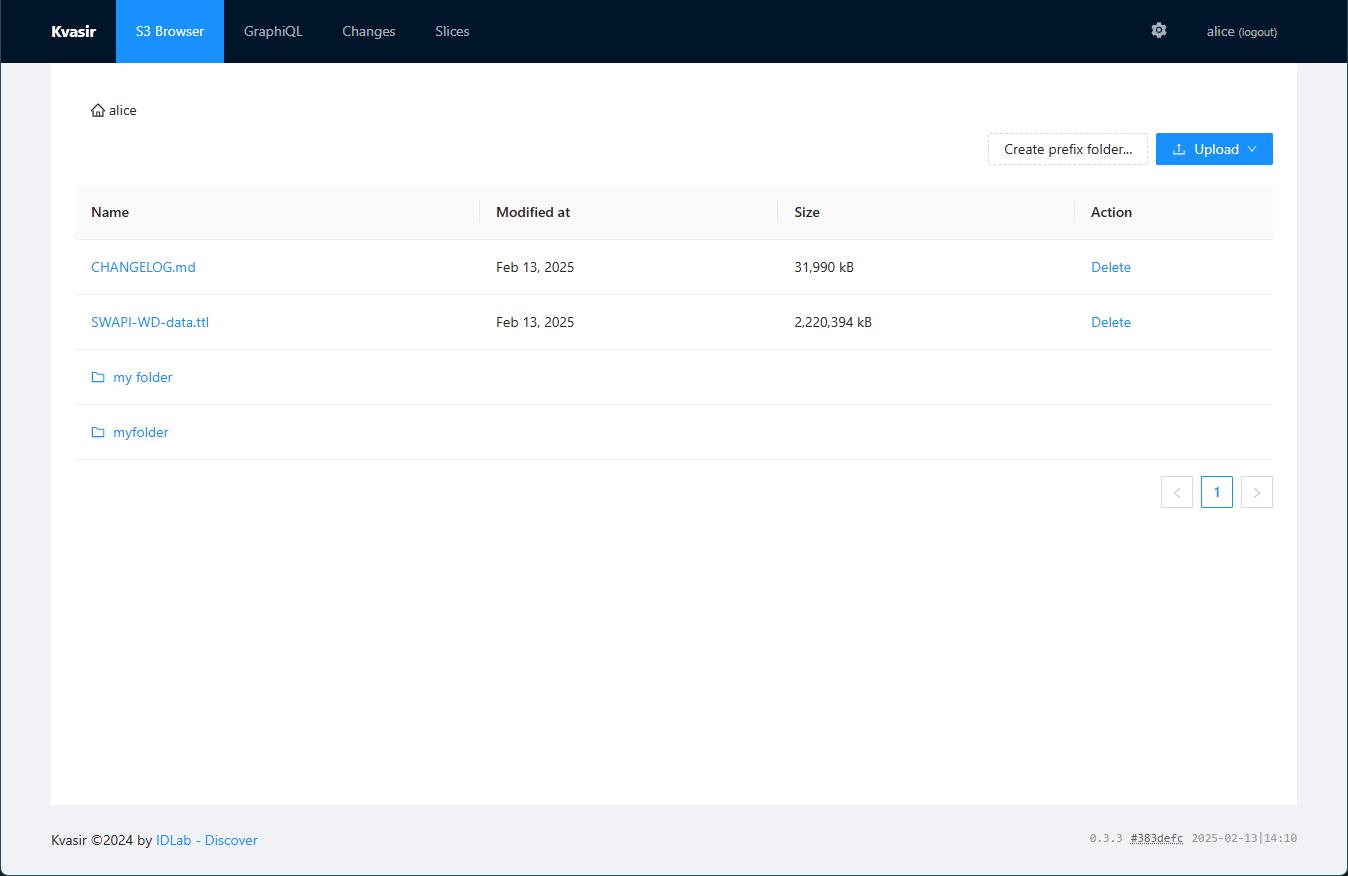 Kvasir S3 Browser GraphiQL Changes Slices alice (logout)
alice
Create prefix folder... Upload
Name Modified at Size Action
CHANGELOG.md Feb 13, 2025 31,990 kB Delete
SWAPI-WD-data.ttl Feb 13, 2025 2,220,394 kB Delete
my folder
myfolder
< 1 >
Kvasir ©2024 by IDLab - Discover 0.3.3 #383defc 2025-02-13|14:10